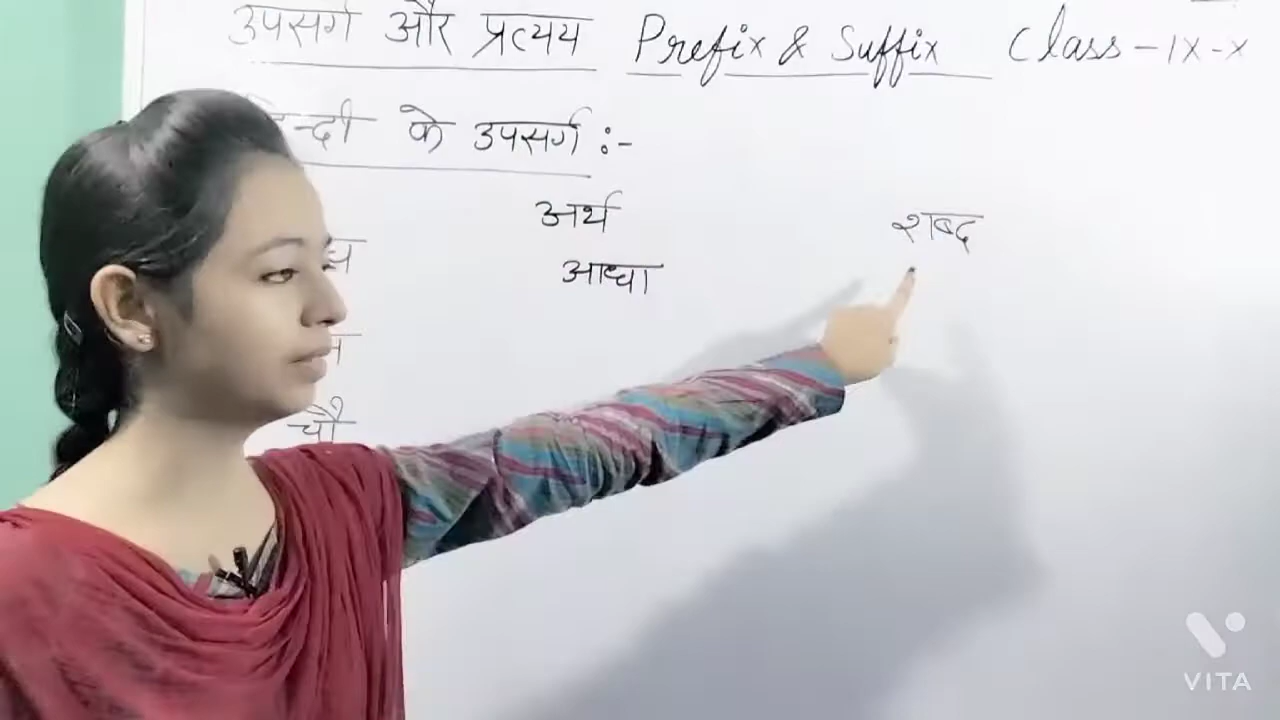 उपसर्ग और प्रत्यय Prefix & Suffix Class - IX - X
के उपसर्ग :-
अर्थ शब्द
आधा
चौ
VITA